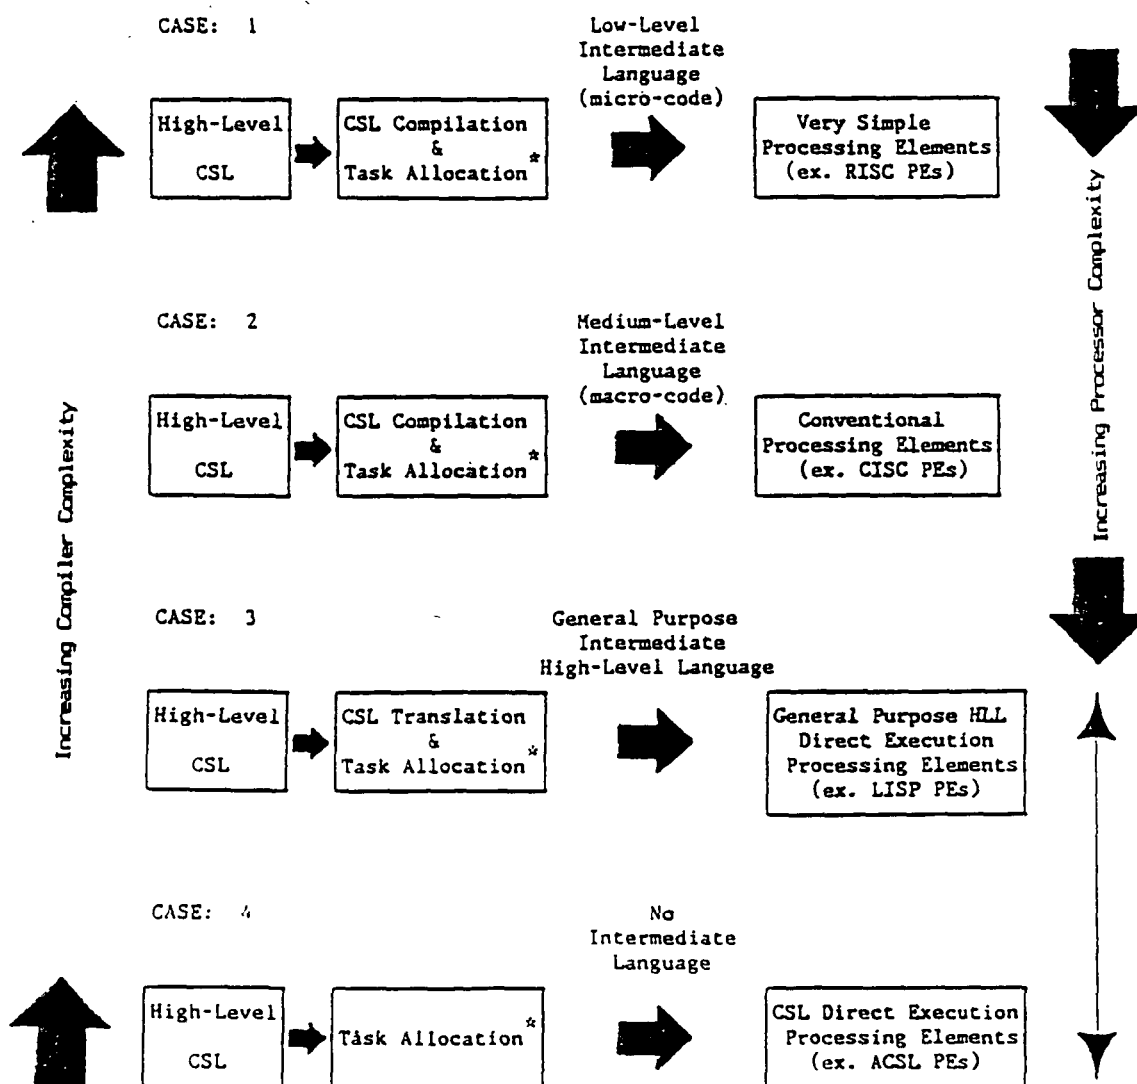 CASE: 1
Low-Level
Intermediate
Language
(micro-code)
High-Level
CSL
CSL Compilation
&
Task Allocation*
Very Simple
Processing Elements
(ex. RISC PEs)
CASE: 2
Medium-Level
Intermediate
Language
(macro-code)
High-Level
CSL
CSL Compilation
&
Task Allocation*
Conventional
Processing Elements
(ex. CISC PEs)
CASE: 3
General Purpose
Intermediate
High-Level Language
High-Level
CSL
CSL Translation
&
Task Allocation*
General Purpose HLL
Direct Execution
Processing Elements
(ex. LISP PEs)
CASE: 4
No
Intermediate
Language
High-Level
CSL
Task Allocation*
CSL Direct Execution
Processing Elements
(ex. ACSL PEs)
Increasing Compiler Complexity
Increasing Processor Complexity